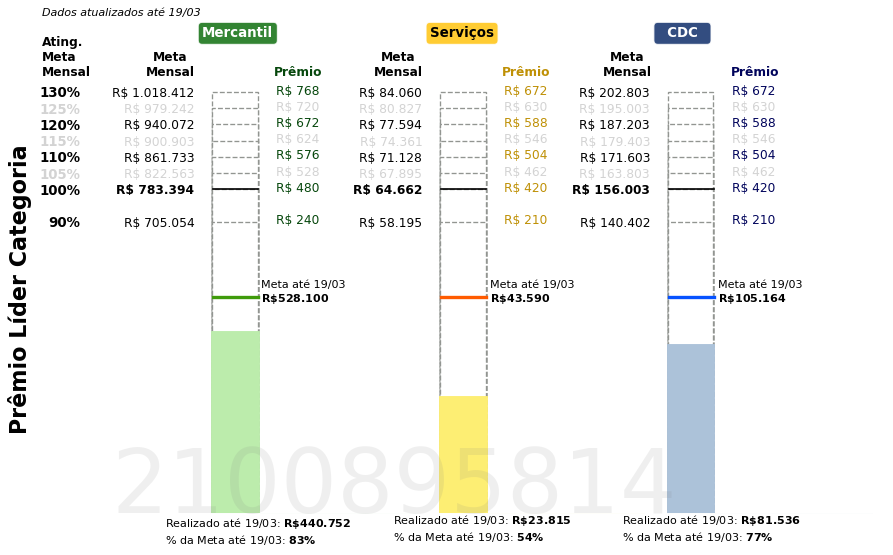 Dados atualizados até 19/03
Mercantil Serviços CDC
Ating. Meta Mensal Meta Mensal Prêmio Meta Mensal Prêmio Meta Mensal Prêmio
130% R$ 1.018.412 R$ 768 R$ 84.060 R$ 672 R$ 202.803 R$ 672
125% R$ 979.242 R$ 720 R$ 80.827 R$ 630 R$ 195.003 R$ 630
120% R$ 940.072 R$ 672 R$ 77.594 R$ 588 R$ 187.203 R$ 588
115% R$ 900.903 R$ 624 R$ 74.361 R$ 546 R$ 179.403 R$ 546
110% R$ 861.733 R$ 576 R$ 71.128 R$ 504 R$ 171.603 R$ 504
105% R$ 822.563 R$ 528 R$ 67.895 R$ 462 R$ 163.803 R$ 462
100% R$ 783.394 R$ 480 R$ 64.662 R$ 420 R$ 156.003 R$ 420
90% R$ 705.054 R$ 240 R$ 58.195 R$ 210 R$ 140.402 R$ 210
Prêmio Líder Categoria
Meta até 19/03 Meta até 19/03 Meta até 19/03
R$528.100 R$43.590 R$105.164
2100895814
Realizado até 19/03: R$440.752 Realizado até 19/03: R$23.815 Realizado até 19/03: R$81.536
% da Meta até 19/03: 83% % da Meta até 19/03: 54% % da Meta até 19/03: 77%